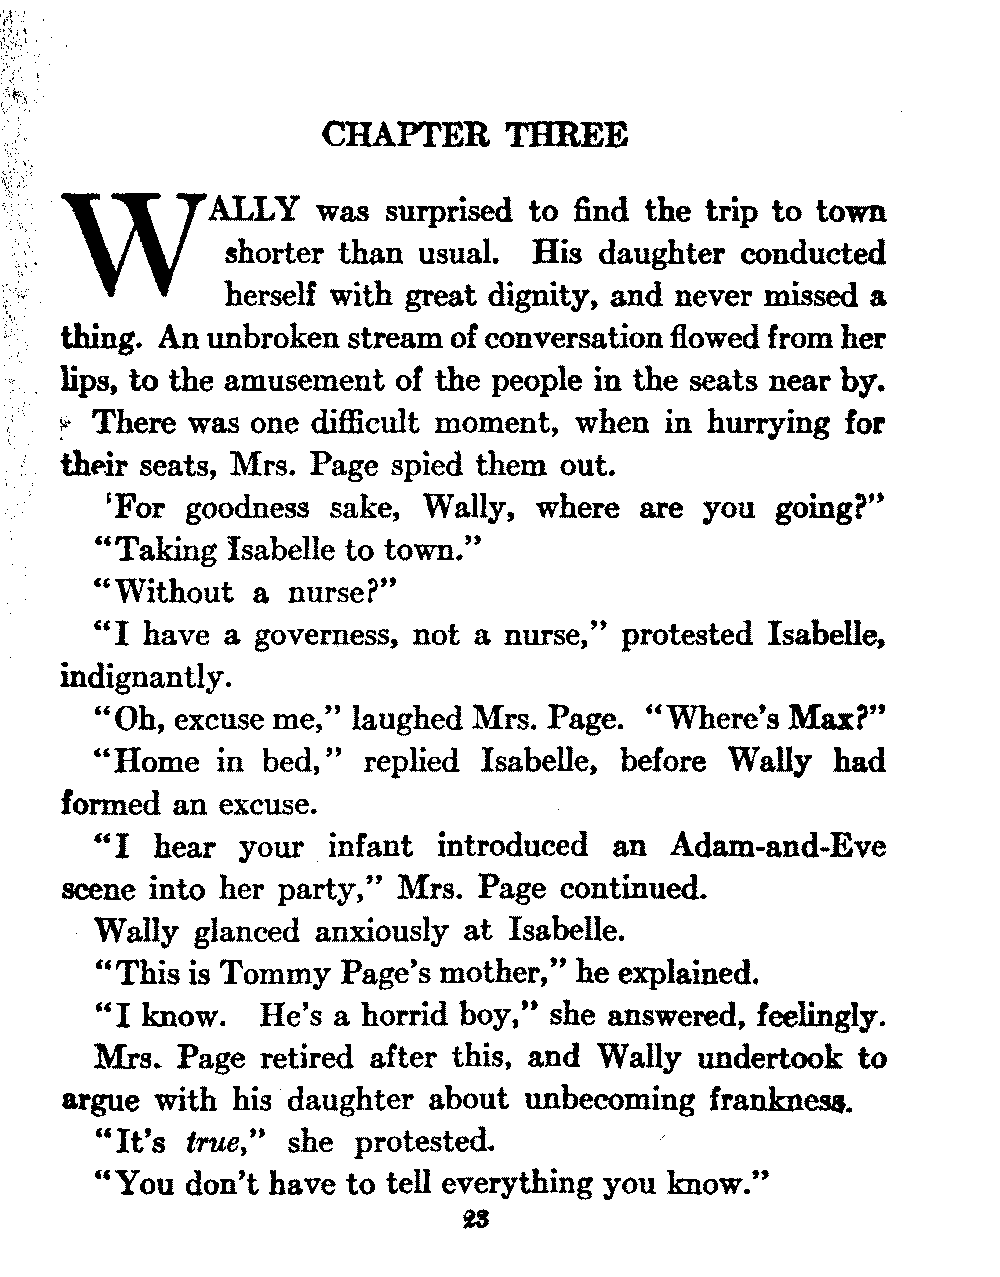 CHAPTER THREE
WALLY was surprised to find the trip to town
shorter than usual. His daughter conducted
herself with great dignity, and never missed a
thing. An unbroken stream of conversation flowed from her
lips, to the amusement of the people in the seats near by.
There was one difficult moment, when in hurrying for
their seats, Mrs. Page spied them out.
‘For goodness sake, Wally, where are you going?”
“Taking Isabelle to town.”
“Without a nurse?”
“I have a governess, not a nurse,” protested Isabelle,
indignantly.
“Oh, excuse me,” laughed Mrs. Page. “Where’s Max?”
“Home in bed,” replied Isabelle, before Wally had
formed an excuse.
“I hear your infant introduced an Adam-and-Eve
scene into her party,” Mrs. Page continued.
Wally glanced anxiously at Isabelle.
“This is Tommy Page’s mother,” he explained.
“I know. He’s a horrid boy,” she answered, feelingly.
Mrs. Page retired after this, and Wally undertook to
argue with his daughter about unbecoming frankness.
“It’s true,” she protested.
“You don’t have to tell everything you know.”
23